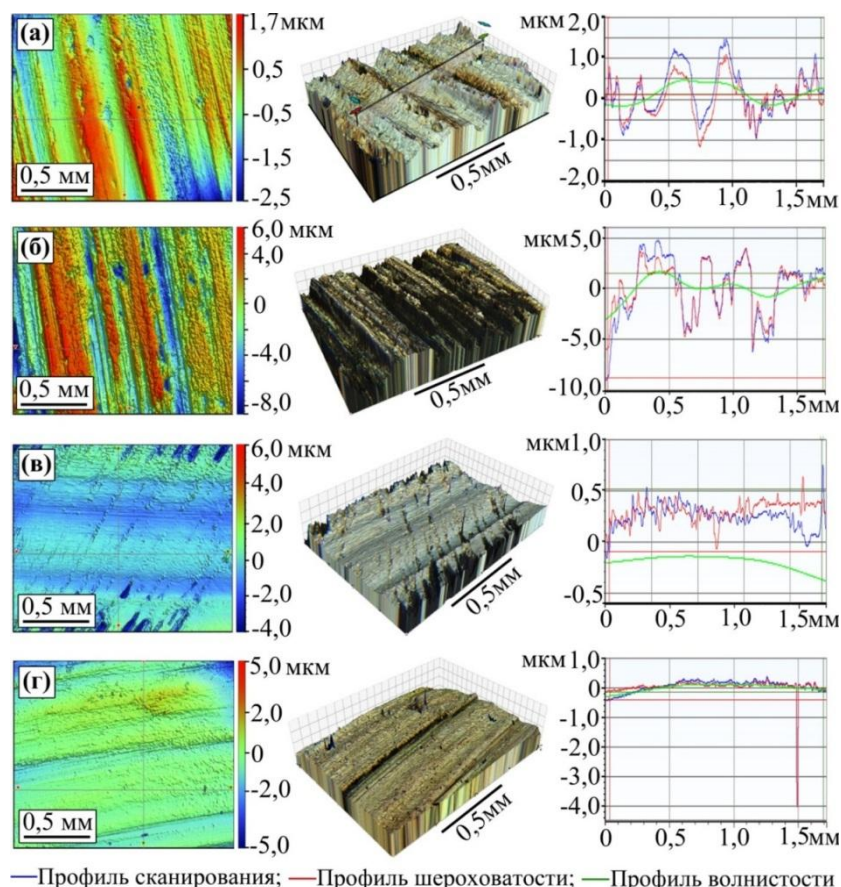 (а)
1,7 мкм
0,5
-0,5
-1,5
-2,5
0,5 мм
0,5мм
мкм 2,0
1,0
0
-1,0
-2,0
0 0,5 1,0 1,5мм
(б)
6,0 мкм
4,0
0
-4,0
-8,0
0,5 мм
0,5мм
мкм 5,0
0
-5,0
-10,0
0 0,5 1,0 1,5мм
(в)
6,0 мкм
4,0
2,0
0
-2,0
-4,0
0,5 мм
0,5мм
мкм 1,0
0,5
0
-0,5
0 0,5 1,0 1,5мм
(г)
5,0 мкм
2,0
0
-2,0
-5,0
0,5 мм
0,5мм
мкм 1,0
0
-1,0
-2,0
-3,0
-4,0
0 0,5 1,0 1,5мм
Профиль сканирования; Профиль шероховатости; Профиль волнистости